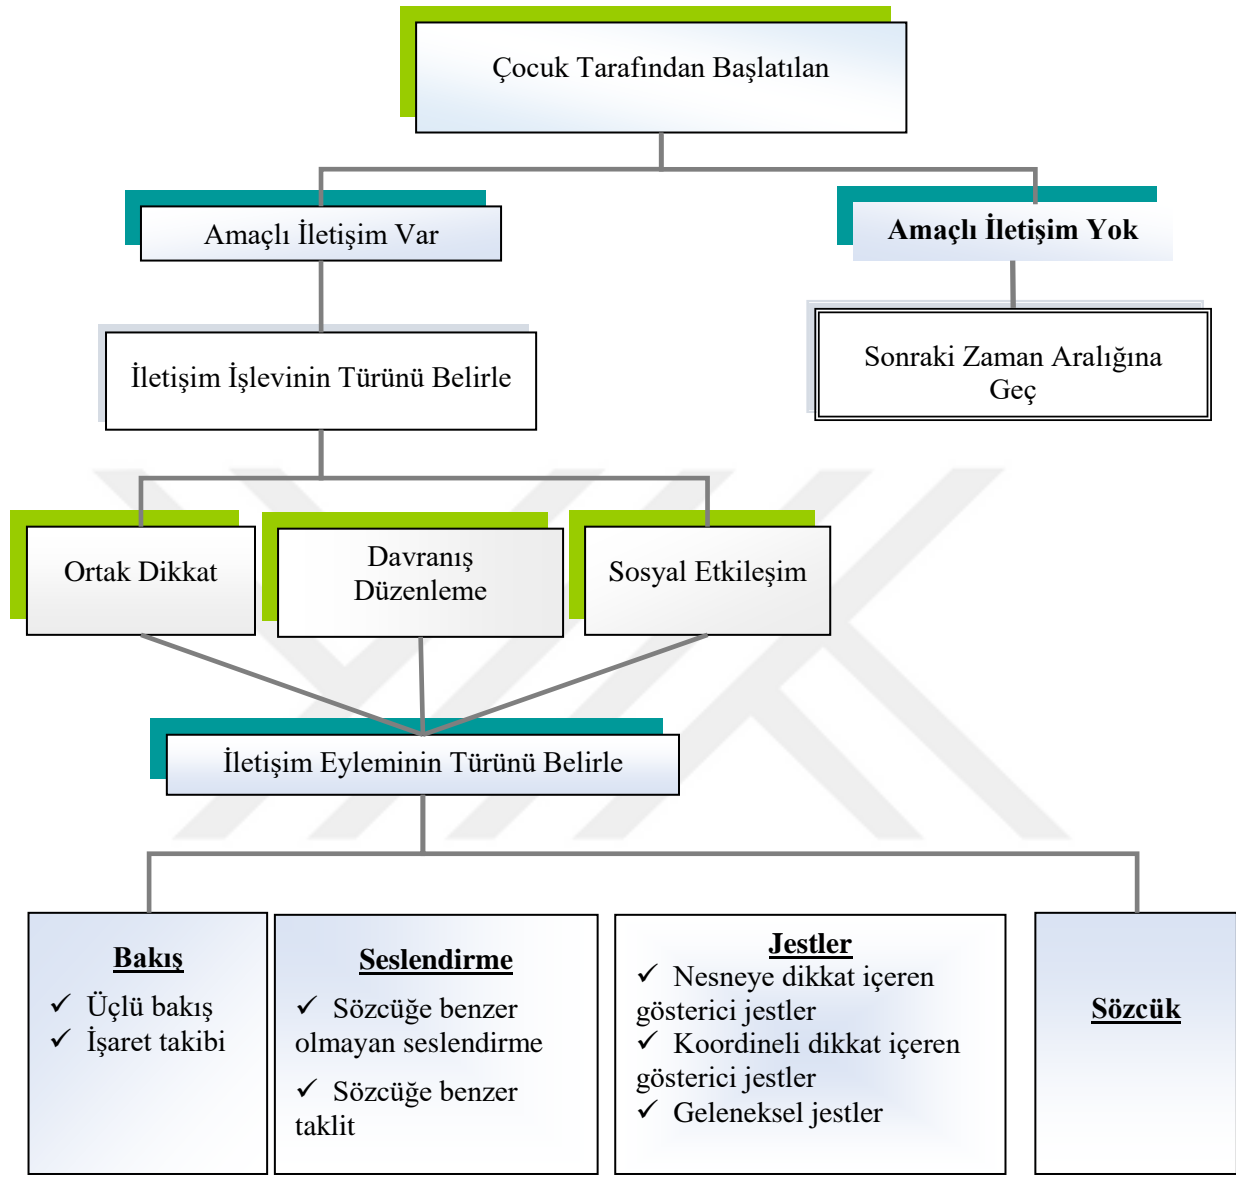 Çocuk Tarafından Başlatılan
Amaçlı İletişim Var
Amaçlı İletişim Yok
İletişim İşlevinin Türünü Belirle
Sonraki Zaman Aralığına
Geç
Ortak Dikkat
Davranış
Düzenleme
Sosyal Etkileşim
İletişim Eyleminin Türünü Belirle
Bakış
✓ Üçlü bakış
✓ İşaret takibi
Seslendirme
✓ Sözcüğe benzer
olmayan seslendirme
✓ Sözcüğe benzer
taklit
Jestler
✓ Nesneye dikkat içeren
gösterici jestler
✓ Koordineli dikkat içeren
gösterici jestler
✓ Geleneksel jestler
Sözcük